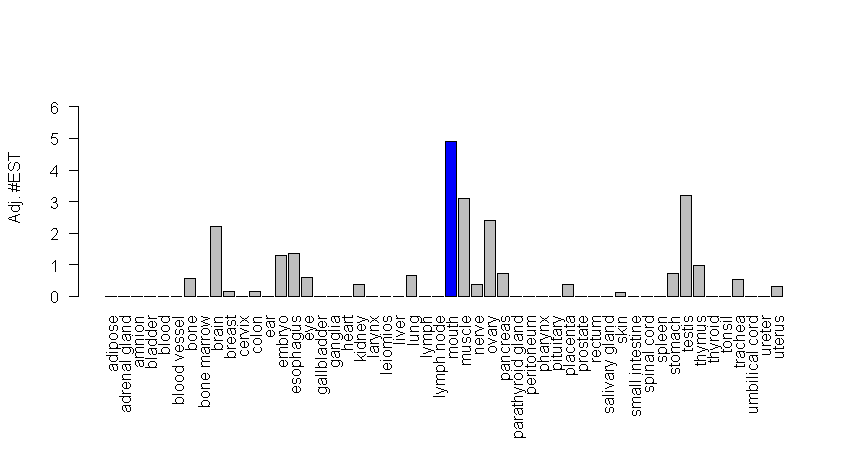 Adj. #EST
6
5
4
3
2
1
0
adipose
adrenal gland
amnion
bladder
blood
blood vessel
bone
bone marrow
brain
breast
cervix
colon
ear
embryo
esophagus
eye
gallbladder
ganglia
heart
kidney
larynx
leiomios
liver
lung
lymph
lymph node
mouth
muscle
nerve
ovary
pancreas
parathyroid gland
peritoneum
pharynx
pituitary
placenta
prostate
rectum
salivary gland
skin
small intestine
spinal cord
spleen
stomach
testis
thymus
thyroid
tonsil
trachea
umbilical cord
ureter
uterus